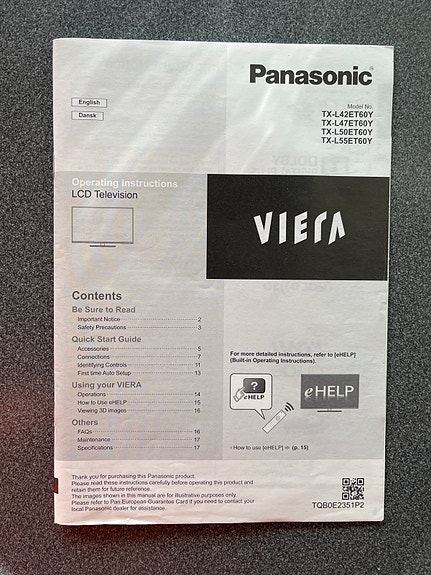 Panasonic
English
Dansk
Model No.
TX-L42ET60Y
TX-L47ET60Y
TX-L50ET60Y
TX-L55ET60Y
Operating Instructions
LCD Television
VIERA
Contents
Be Sure to Read
Important Notice 2
Safety Precautions 3
Quick Start Guide
Accessories 5
Connections 7
Identifying Controls 11
First time Auto Setup 13
Using your VIERA
Operations 14
How to Use eHELP 15
Viewing 3D images 16
Others
FAQs 16
Maintenance 17
Specifications 17
For more detailed instructions, refer to [eHELP]
(Built-in Operating Instructions).
?
eHELP
eHELP
How to use [eHELP] ⇨ (p. 15)
Thank you for purchasing this Panasonic product.
Please read these instructions carefully before operating this product and
retain them for future reference.
The images shown in this manual are for illustrative purposes only.
Please refer to Pan European Guarantee Card if you need to contact your
local Panasonic dealer for assistance.
TQB0E2351P2